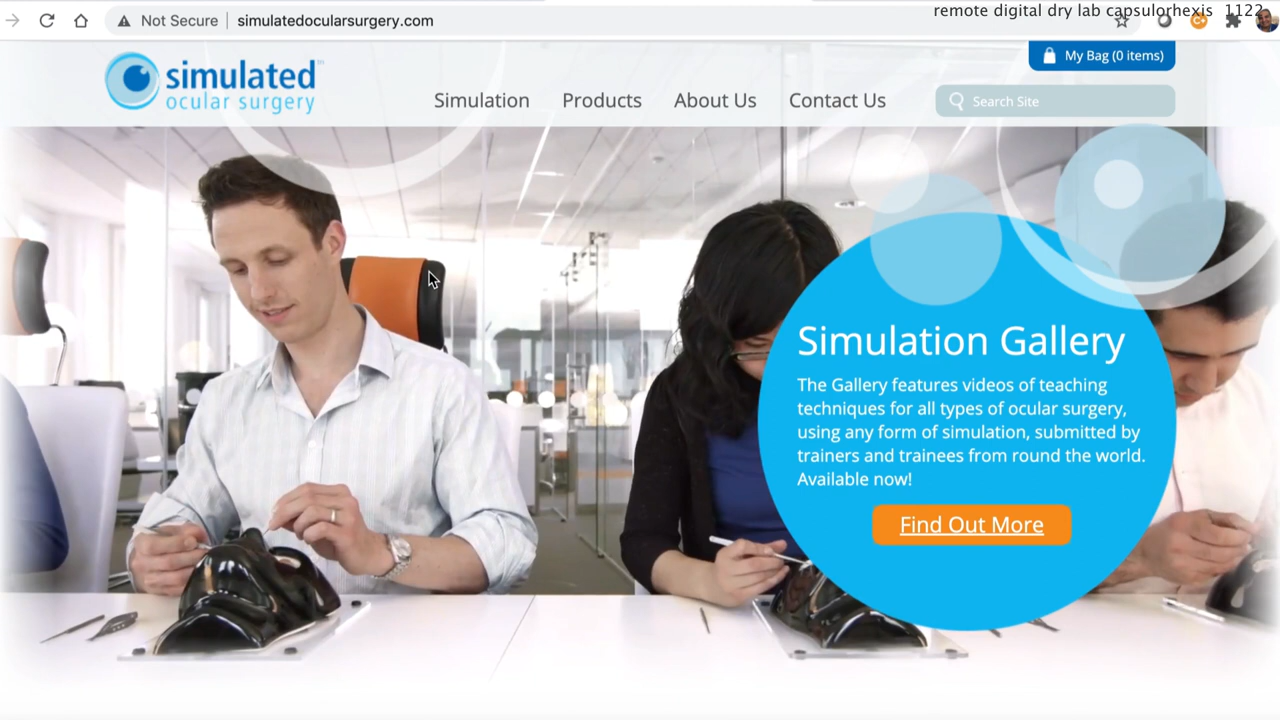 remote digital dry lab capsulorhexis 1122
Not Secure simulatedocularsurgery.com
My Bag (0 items)
simulated
ocular surgery
Simulation Products About Us Contact Us
Search Site
Simulation Gallery
The Gallery features videos of teaching
techniques for all types of ocular surgery,
using any form of simulation, submitted by
trainers and trainees from round the world.
Available now!
Find Out More